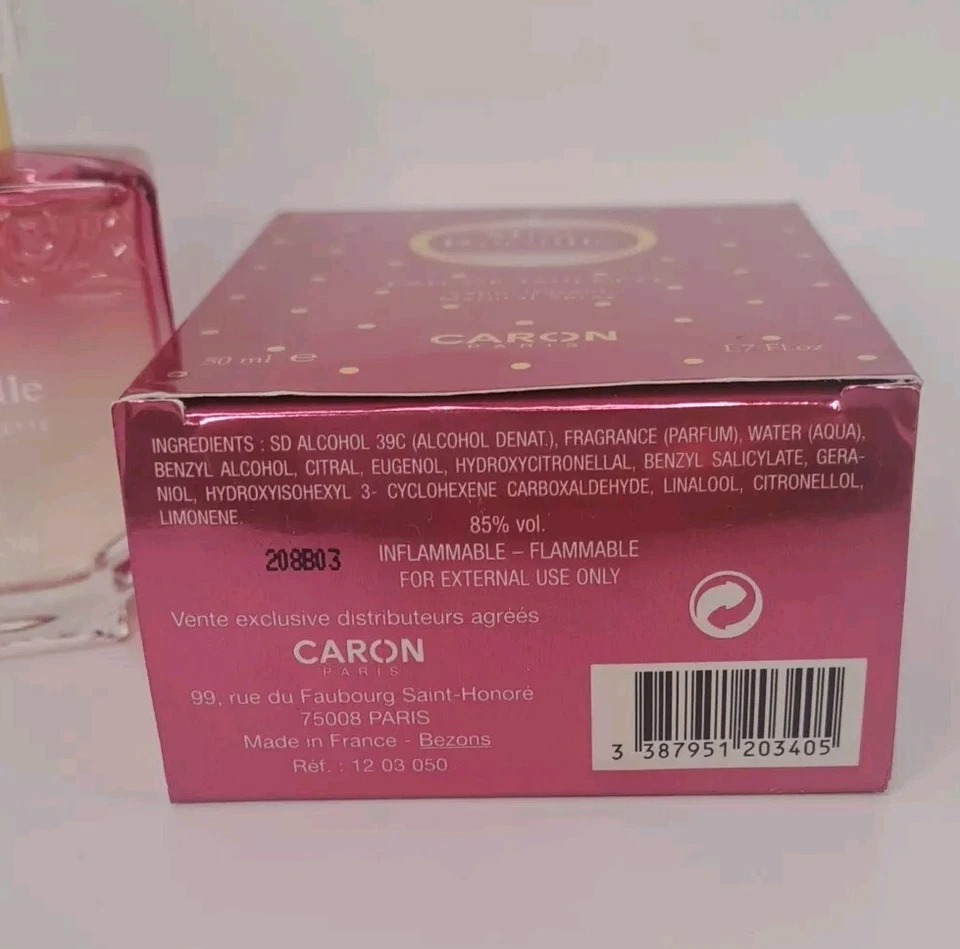 CARON
PARIS
50 ml e
1.7 Fl.oz
lle
INGREDIENTS : SD ALCOHOL 39C (ALCOHOL DENAT.), FRAGRANCE (PARFUM), WATER (AQUA),
BENZYL ALCOHOL, CITRAL, EUGENOL, HYDROXYCITRONELLAL, BENZYL SALICYLATE, GERA-
NIOL, HYDROXYISOHEXYL 3- CYCLOHEXENE CARBOXALDEHYDE, LINALOOL, CITRONELLOL,
LIMONENE.
85% vol.
208B03
INFLAMMABLE – FLAMMABLE
FOR EXTERNAL USE ONLY
Vente exclusive distributeurs agréés
CARON
PARIS
99, rue du Faubourg Saint-Honoré
75008 PARIS
Made in France - Bezons
Réf. : 12 03 050
3 387951 203405